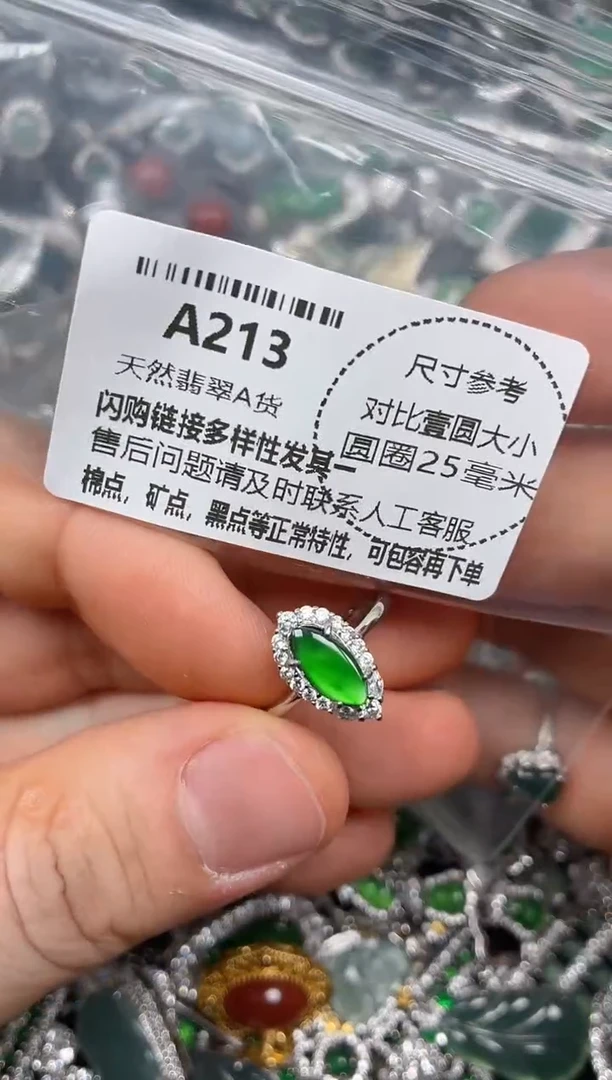 A213
天然翡翠A货
闪购链接多样性发其一
售后问题请及时联系人工客服
棉点，矿点，黑点等正常特性，可包容再下单
尺寸参考
对比壹圆大小
圆圈25毫米